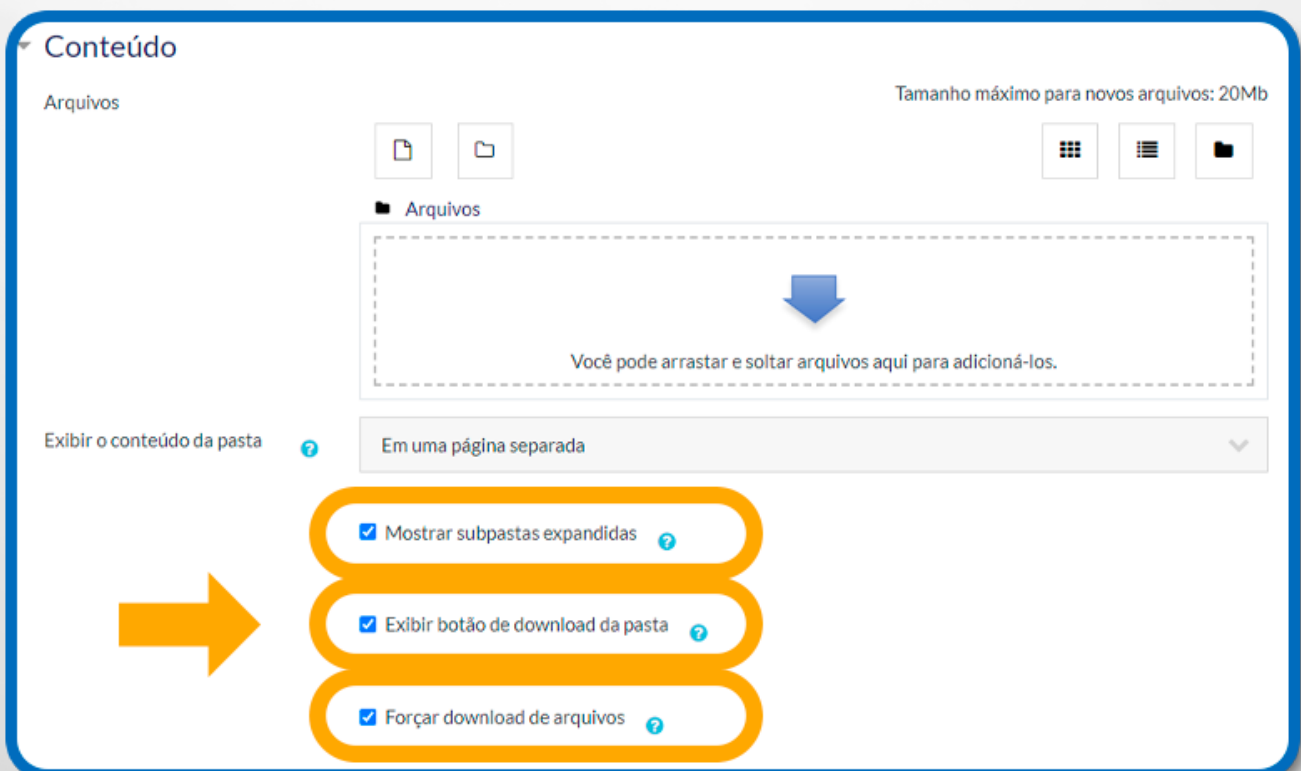 Conteúdo
Arquivos
Tamanho máximo para novos arquivos: 20Mb
Arquivos
Você pode arrastar e soltar arquivos aqui para adicioná-los.
Exibir o conteúdo da pasta
Em uma página separada
Mostrar subpastas expandidas
Exibir botão de download da pasta
Forçar download de arquivos